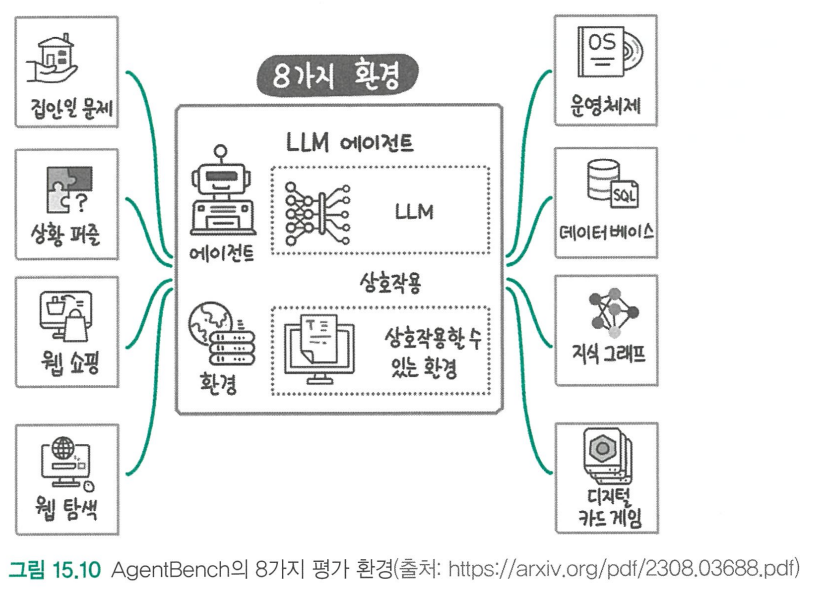 8가지 환경
집안일 문제
상황 퍼즐
?
웹 쇼핑
웹 탐색
LLM 에이전트
에이전트
LLM
상호작용
환경
상호작용할 수
있는 환경
OS
운영체제
SQL
데이터베이스
지식 그래프
디지털
카드 게임
그림 15.10 AgentBench의 8가지 평가 환경(출처: https://arxiv.org/pdf/2308.03688.pdf)